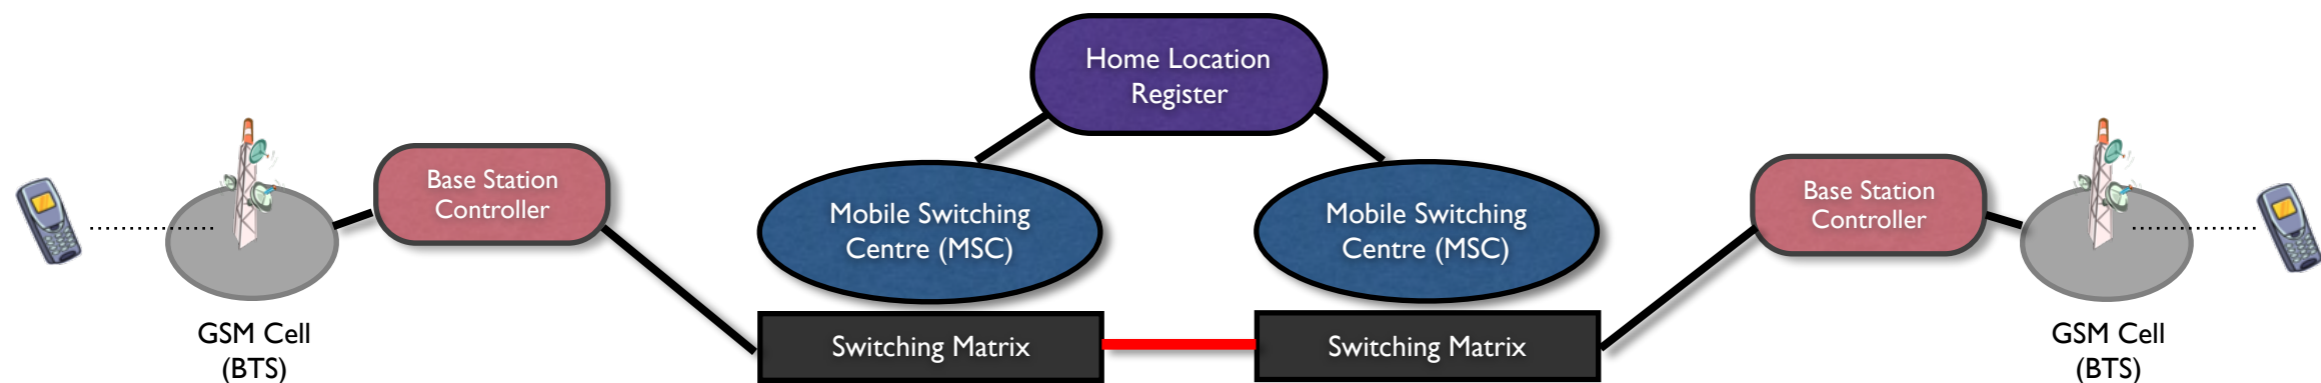 Home Location
Register
Base Station
Controller
Mobile Switching
Centre (MSC)
Mobile Switching
Centre (MSC)
Base Station
Controller
GSM Cell
(BTS)
Switching Matrix
Switching Matrix
GSM Cell
(BTS)